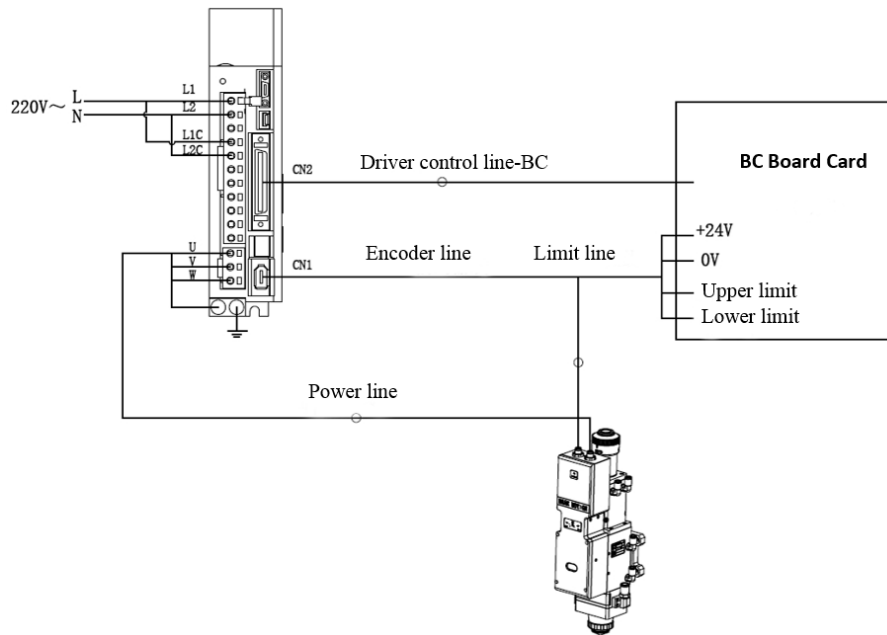 220V~ L
N
L1
L2
L1C
L2C
CN2
Driver control line-BC
BC Board Card
+24V
0V
Upper limit
Lower limit
U
V
W
CN1
Encoder line
Limit line
Power line